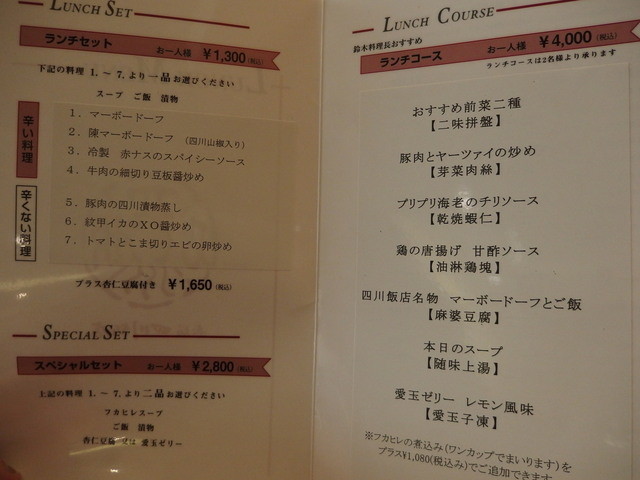 LUNCH SET
ランチセット お一人様 ¥1,300(税込)
下記の料理 1. ~ 7. より一品お選びください
スープ ご飯 漬物
辛い料理
1. マーボードーフ
2. 陳マーボードーフ (四川山椒入り)
3. 冷製 赤ナスのスパイシーソース
4. 牛肉の細切り豆板醤炒め
辛くない料理
5. 豚肉の四川漬物蒸し
6. 紋甲イカのXO醤炒め
7. トマトとこま切りエビの卵炒め
プラス杏仁豆腐付き ¥1,650(税込)
SPECIAL SET
スペシャルセット お一人様 ¥2,800(税込)
上記の料理 1. ~ 7. より二品お選びください
フカヒレスープ
ご飯 漬物
杏仁豆腐 又は 愛玉ゼリー
LUNCH COURSE
鈴木料理長おすすめ
ランチコース お一人様 ¥4,000(税込)
ランチコースは2名様より承ります
おすすめ前菜二種
【二味拼盤】
豚肉とヤーツァイの炒め
【芽菜肉絲】
プリプリ海老のチリソース
【乾焼蝦仁】
鶏の唐揚げ 甘酢ソース
【油淋鶏塊】
四川飯店名物 マーボードーフとご飯
【麻婆豆腐】
本日のスープ
【随味上湯】
愛玉ゼリー レモン風味
【愛玉子凍】
※フカヒレの煮込み(ワンカップでまいります)を
プラス¥1,080(税込み)でご追加できます